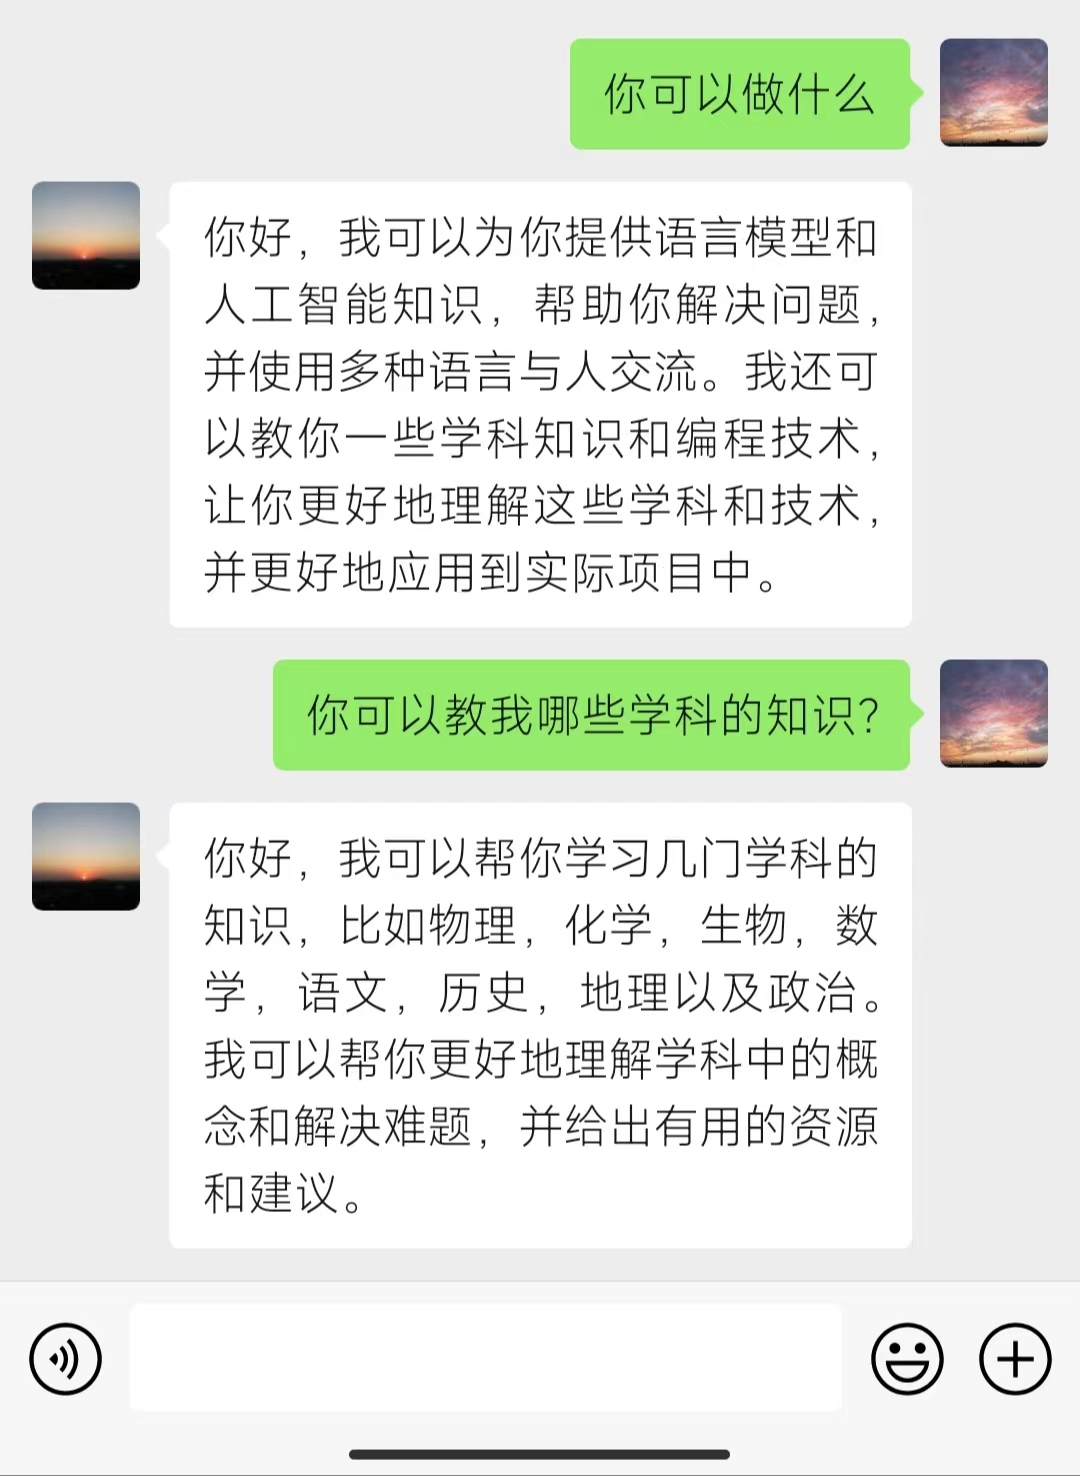 你可以做什么
你好，我可以为你提供语言模型和
人工智能知识，帮助你解决问题，
并使用多种语言与人交流。我还可
以教你一些学科知识和编程技术，
让你更好地理解这些学科和技术，
并更好地应用到实际项目中。
你可以教我哪些学科的知识？
你好，我可以帮你学习几门学科的
知识，比如物理，化学，生物，数
学，语文，历史，地理以及政治。
我可以帮你更好地理解学科中的概
念和解决难题，并给出有用的资源
和建议。